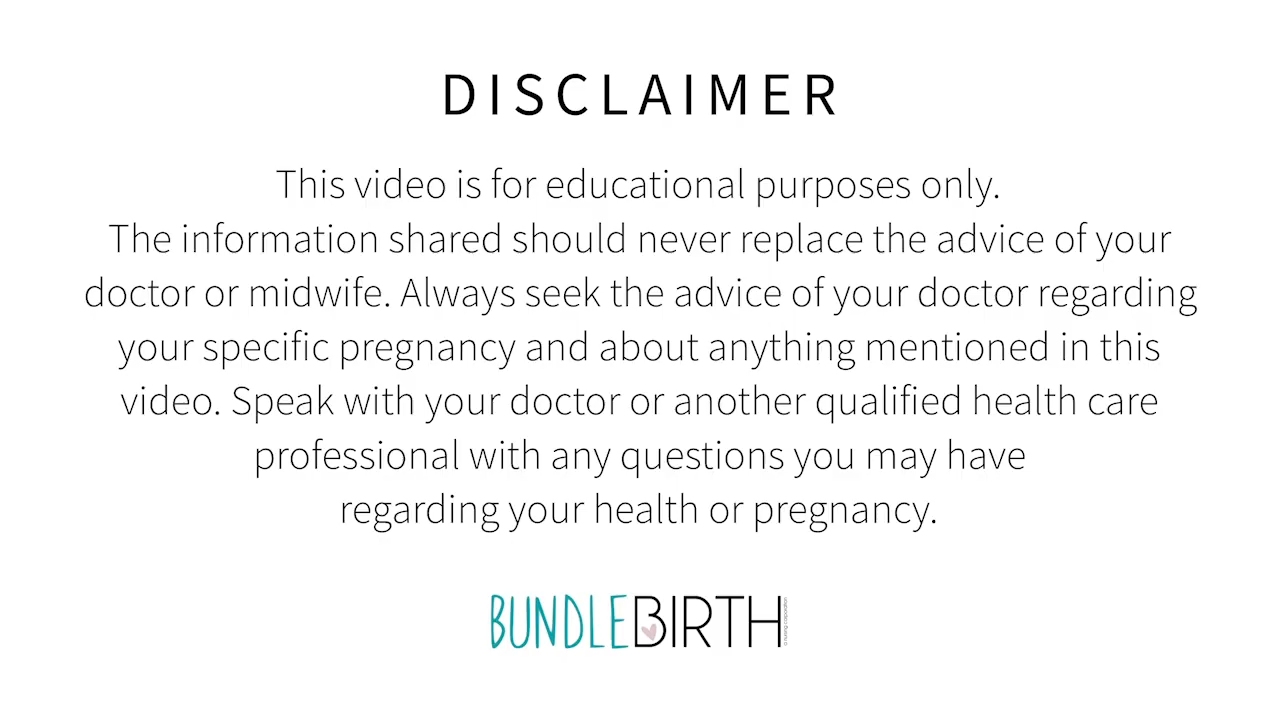 DISCLAIMER
This video is for educational purposes only.
The information shared should never replace the advice of your
doctor or midwife. Always seek the advice of your doctor regarding
your specific pregnancy and about anything mentioned in this
video. Speak with your doctor or another qualified health care
professional with any questions you may have
regarding your health or pregnancy.
BUNDLEBIRTH
a nursing corporation